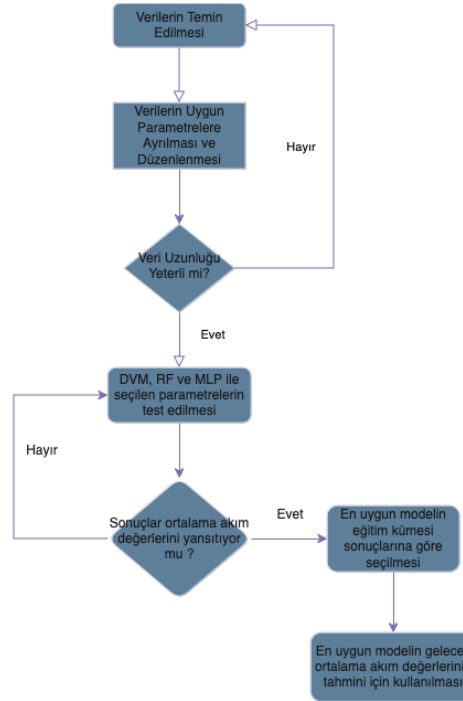 Verilerin Temin
Edilmesi
Verilerin Uygun
Parametrelere
Ayrılması ve
Düzenlenmesi
Hayır
Veri Uzunluğu
Yeterli mi?
Evet
DVM, RF ve MLP ile
seçilen parametrelerin
test edilmesi
Hayır
Sonuçlar ortalama akım
değerlerini yansıtıyor
mu ?
Evet
En uygun modelin
eğitim kümesi
sonuçlarına göre
seçilmesi
En uygun modelin gelece
ortalama akım değerlerini
tahmini için kullanılması